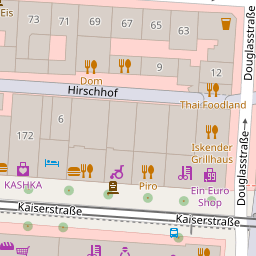 Eis
73
71
67
65
69
63
Dom
9
12
Douglasstraße
Hirschhof
Thai Foodland
6
172
Iskender
Grillhaus
Douglasstraße
KASHKA
Piro
Ein Euro
Shop
Kaiserstraße
Kaiserstraße